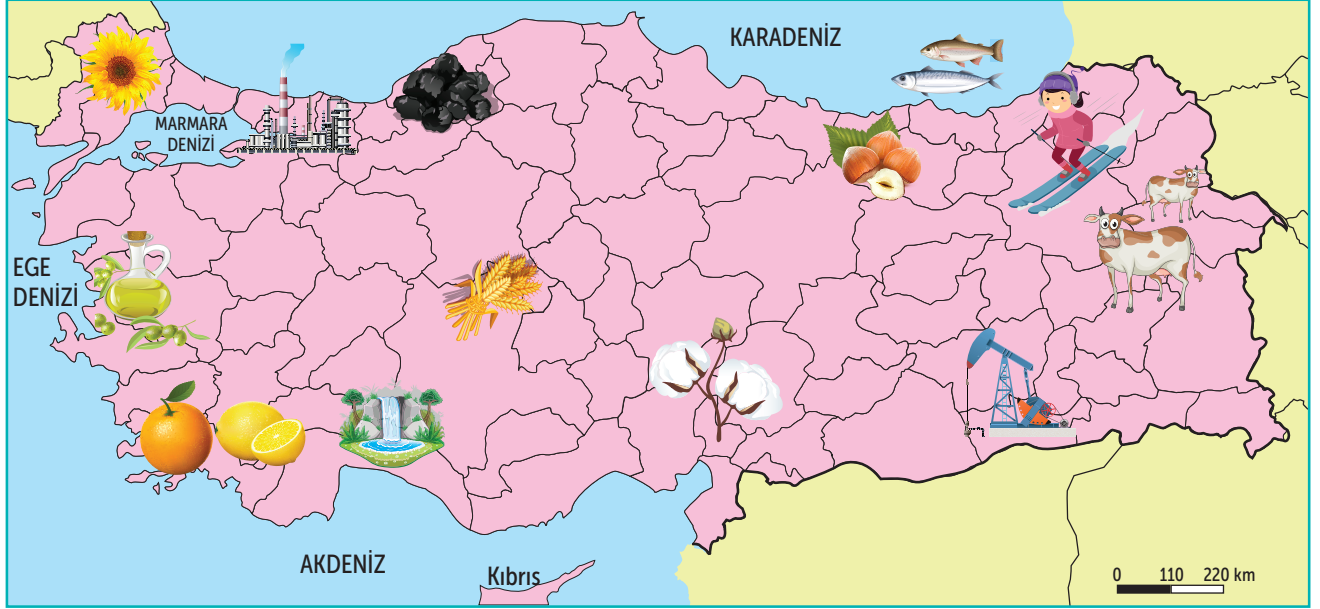 KARADENİZ
MARMARA
DENİZİ
EGE
DENİZİ
AKDENİZ
Kıbrıs
0 110 220 km